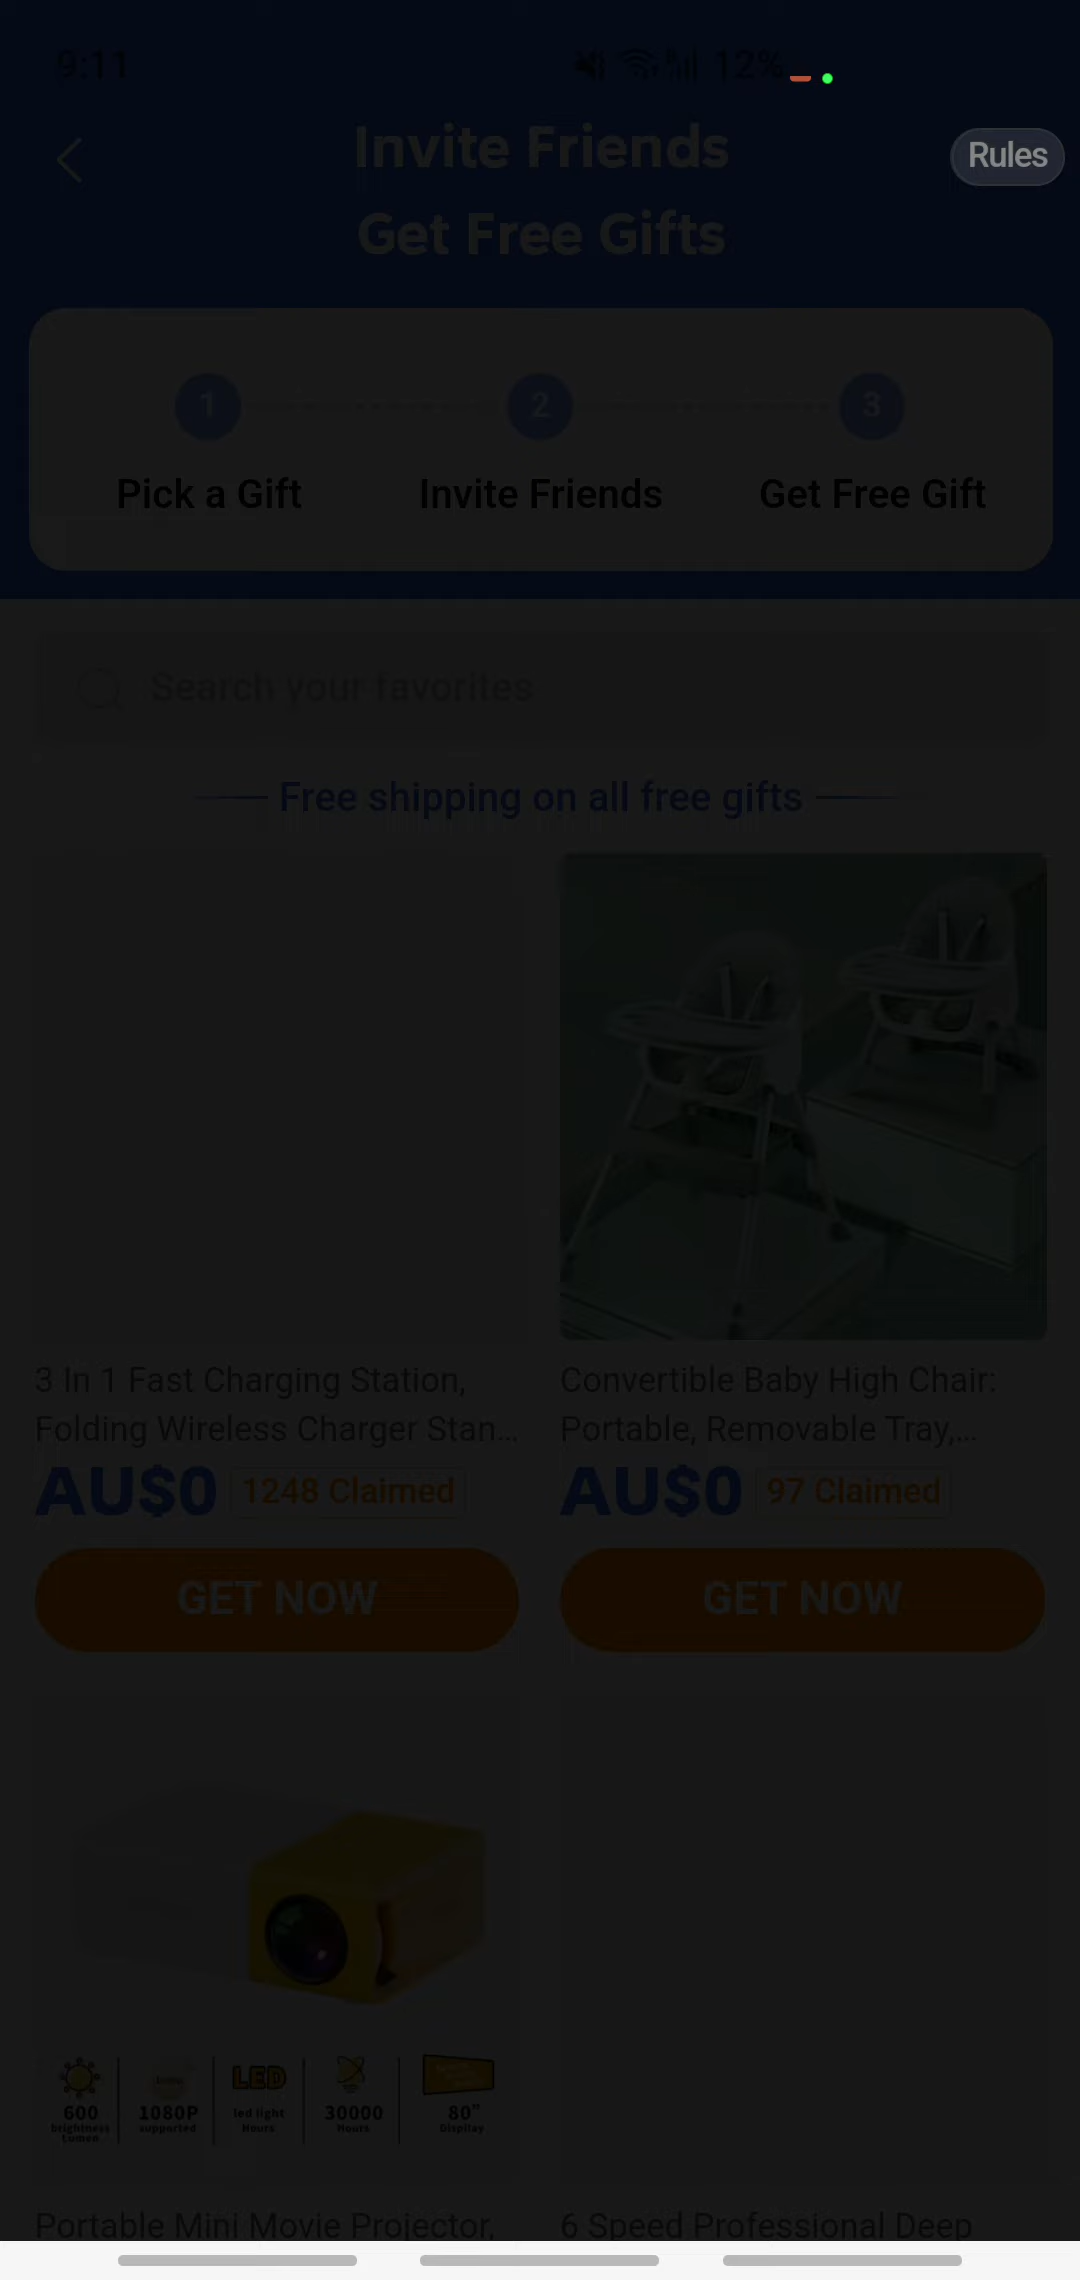 9:11
12%
Invite Friends
Get Free Gifts
Rules
1
2
3
Pick a Gift
Invite Friends
Get Free Gift
Search your favorites
Free shipping on all free gifts
3 In 1 Fast Charging Station,
Folding Wireless Charger Stan...
AU$0
1248 Claimed
GET NOW
Convertible Baby High Chair:
Portable, Removable Tray,...
AU$0
97 Claimed
GET NOW
600
brightness
Lumen
1080P
supported
LED
led light
Hours
30000
Hours
80"
Display
Portable Mini Movie Projector,
6 Speed Professional Deep